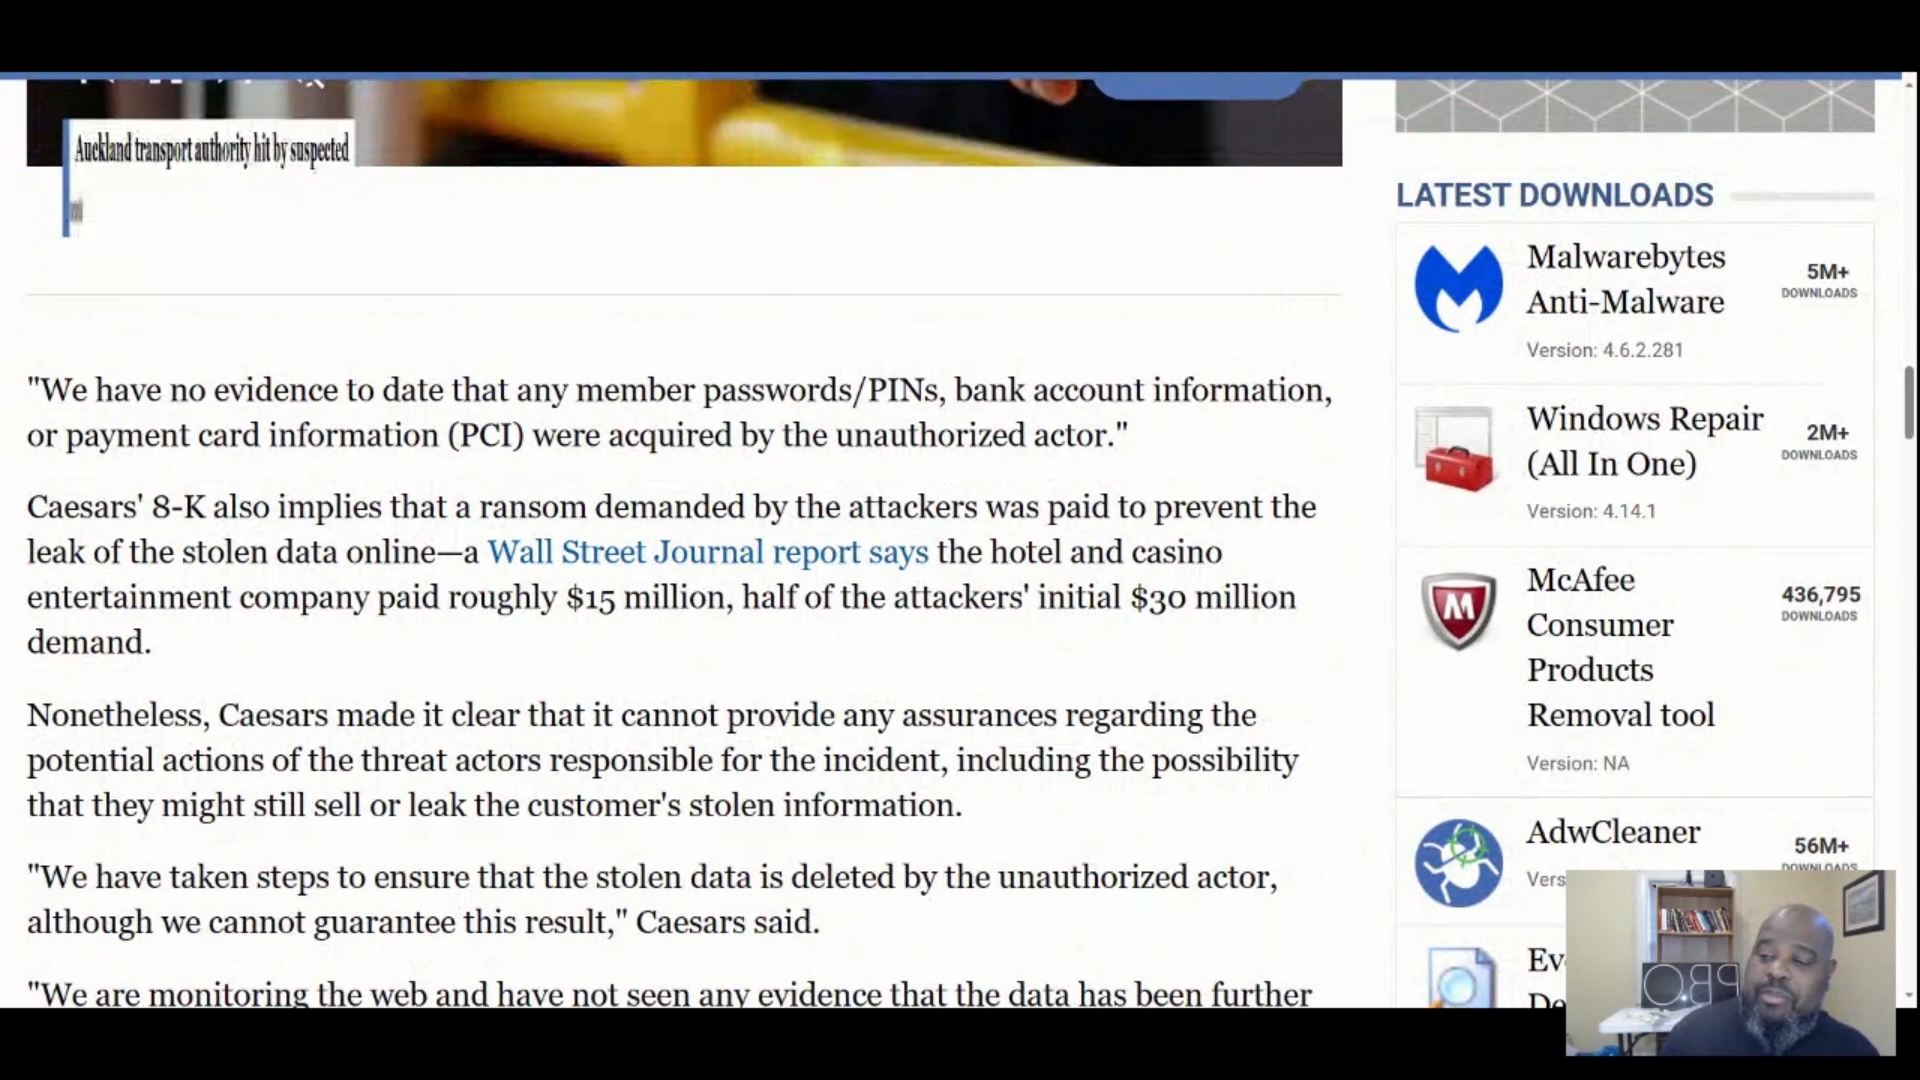 Auckland transport authority hit by suspected
"We have no evidence to date that any member passwords/PINs, bank account information,
or payment card information (PCI) were acquired by the unauthorized actor."
Caesars' 8-K also implies that a ransom demanded by the attackers was paid to prevent the
leak of the stolen data online—a Wall Street Journal report says the hotel and casino
entertainment company paid roughly $15 million, half of the attackers' initial $30 million
demand.
Nonetheless, Caesars made it clear that it cannot provide any assurances regarding the
potential actions of the threat actors responsible for the incident, including the possibility
that they might still sell or leak the customer's stolen information.
"We have taken steps to ensure that the stolen data is deleted by the unauthorized actor,
although we cannot guarantee this result," Caesars said.
"We are monitoring the web and have not seen any evidence that the data has been further
LATEST DOWNLOADS
Malwarebytes
Anti-Malware
5M+
DOWNLOADS
Version: 4.6.2.281
Windows Repair
(All In One)
2M+
DOWNLOADS
Version: 4.14.1
McAfee
Consumer
Products
Removal tool
436,795
DOWNLOADS
Version: NA
AdwCleaner
56M+
DOWNLOADS